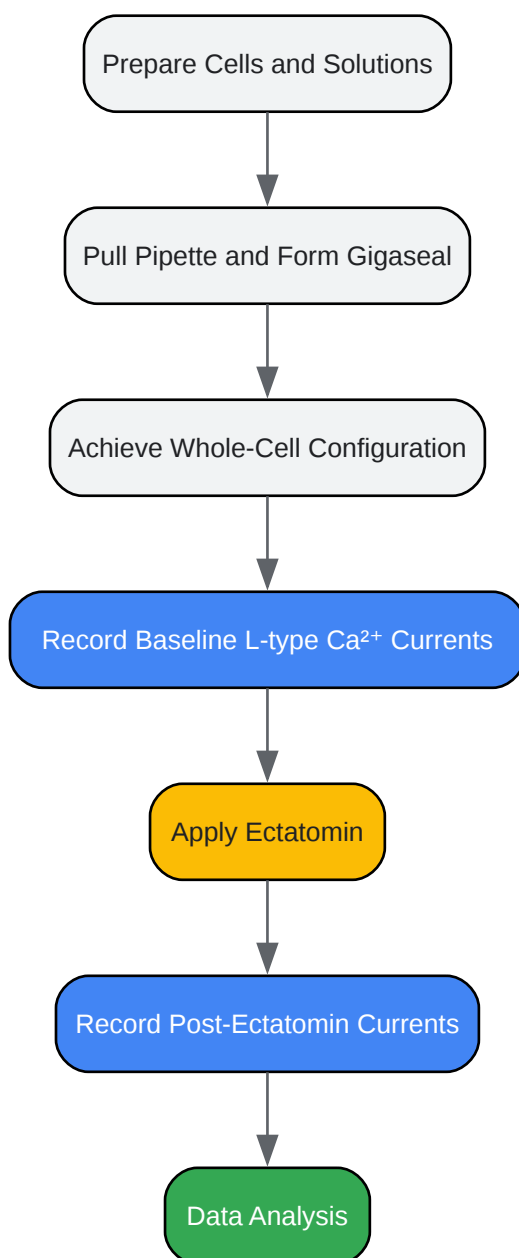 Prepare Cells and Solutions
Pull Pipette and Form Gigaseal
Achieve Whole-Cell Configuration
Record Baseline L-type Ca²⁺ Currents
Apply Ectatomin
Record Post-Ectatomin Currents
Data Analysis